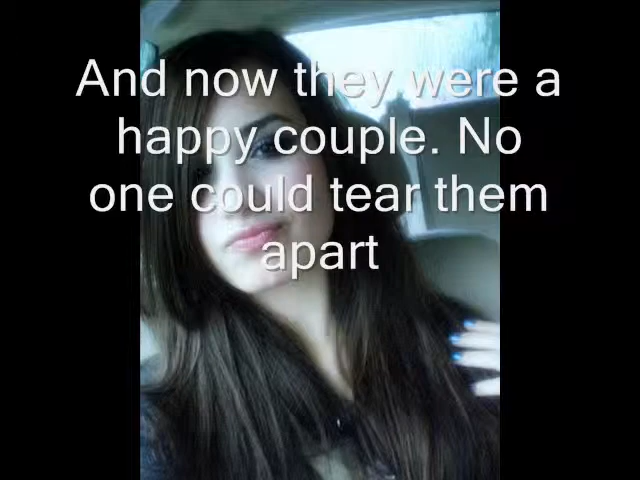 And now they were a
happy couple. No
one could tear them
apart